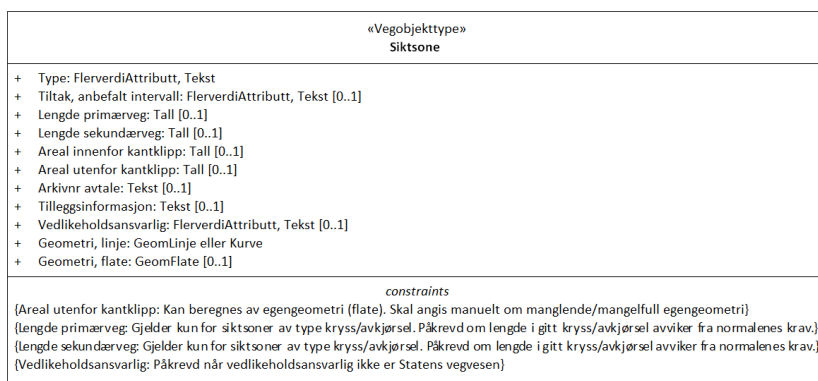 «Vegobjekttype»
Siktsone
+ Type: FlerverdiAttributt, Tekst
+ Tiltak, anbefalt intervall: FlerverdiAttributt, Tekst [0..1]
+ Lengde primærveg: Tall [0..1]
+ Lengde sekundærveg: Tall [0..1]
+ Areal innenfor kantklipp: Tall [0..1]
+ Areal utenfor kantklipp: Tall [0..1]
+ Arkivnr avtale: Tekst [0..1]
+ Tilleggsinformasjon: Tekst [0..1]
+ Vedlikeholdsansvarlig: FlerverdiAttributt, Tekst [0..1]
+ Geometri, linje: GeomLinje eller Kurve
+ Geometri, flate: GeomFlate [0..1]
constraints
{Areal utenfor kantklipp: Kan beregnes av egengeometri (flate). Skal angis manuelt om manglende/mangelfull egengeometri}
{Lengde primærveg: Gjelder kun for siktsoner av type kryss/avkjørsel. Påkrevd om lengde i gitt kryss/avkjørsel avviker fra normalenes krav.}
{Lengde sekundærveg: Gjelder kun for siktsoner av type kryss/avkjørsel. Påkrevd om lengde i gitt kryss/avkjørsel avviker fra normalenes krav.}
{Vedlikeholdsansvarlig: Påkrevd når vedlikeholdsansvarlig ikke er Statens vegvesen}